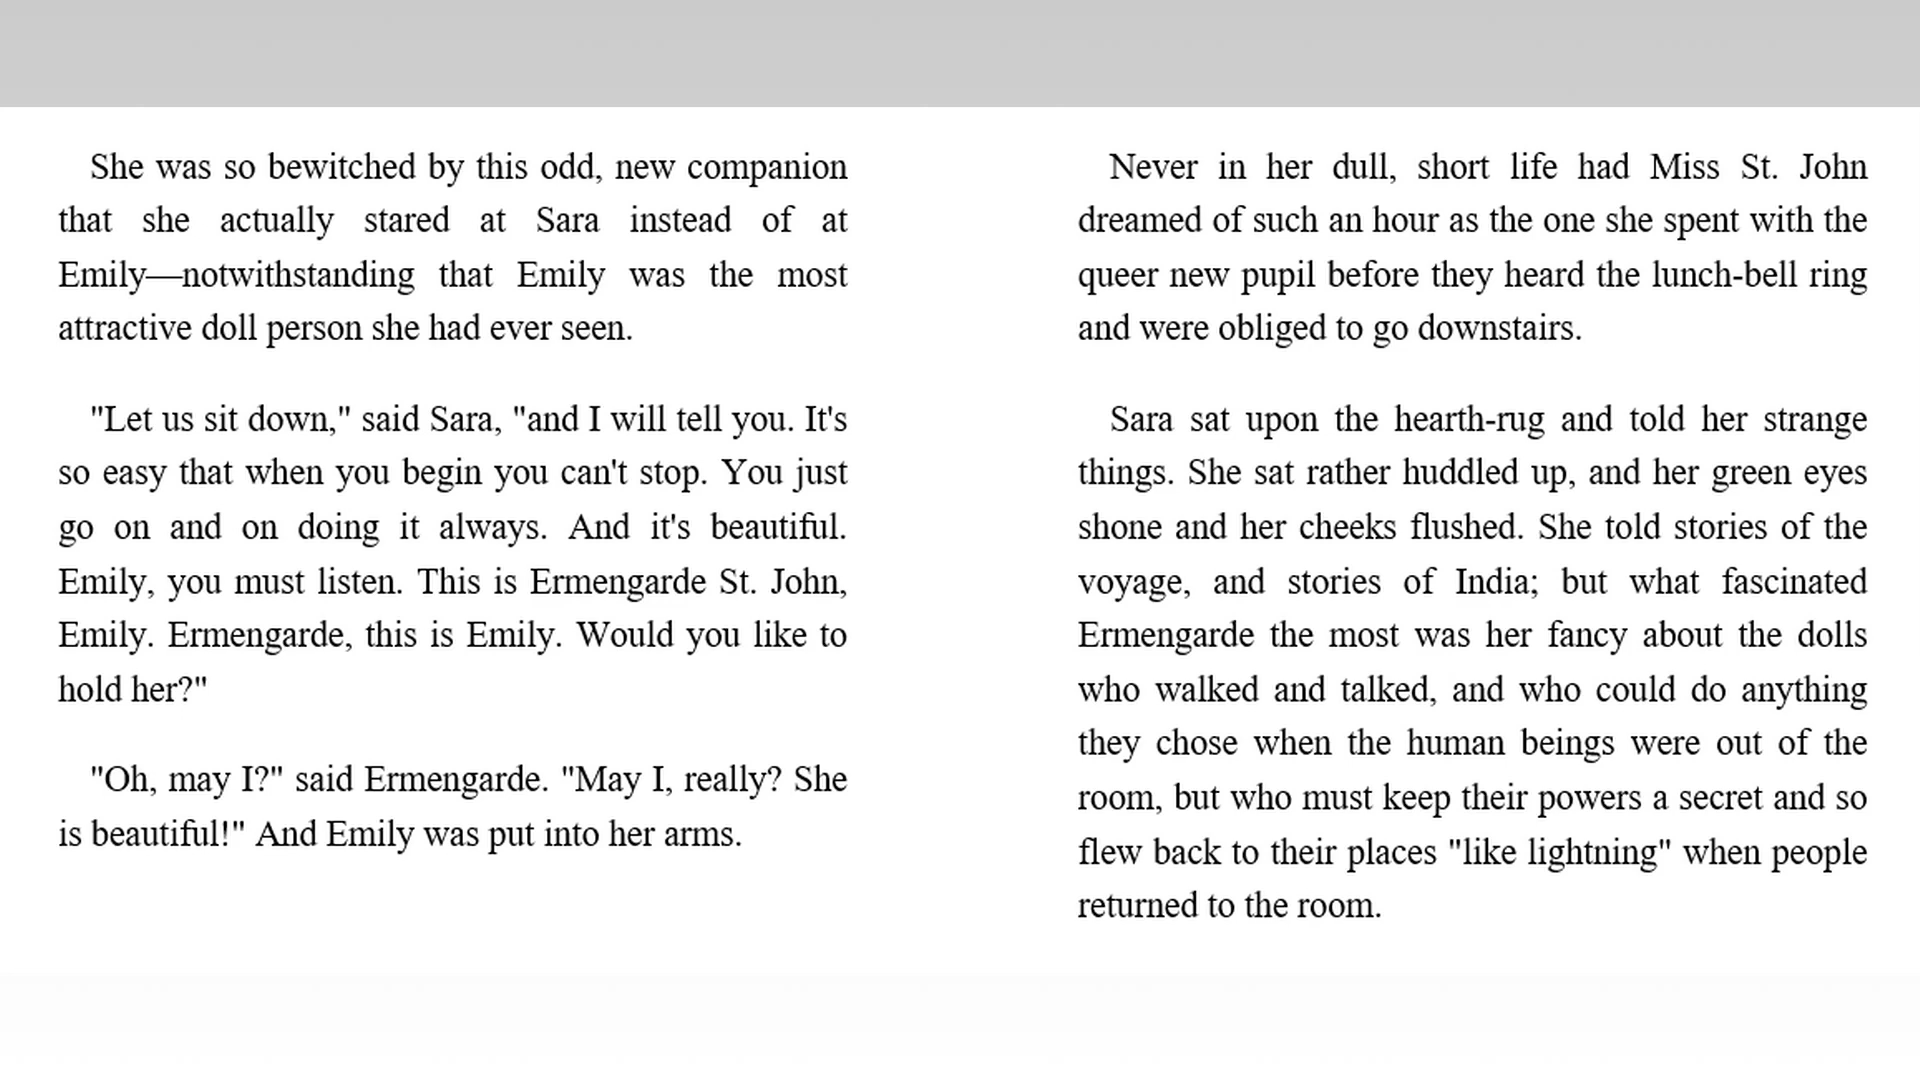 She was so bewitched by this odd, new companion
that she actually stared at Sara instead of at
Emily—notwithstanding that Emily was the most
attractive doll person she had ever seen.
"Let us sit down," said Sara, "and I will tell you. It's
so easy that when you begin you can't stop. You just
go on and on doing it always. And it's beautiful.
Emily, you must listen. This is Ermengarde St. John,
Emily. Ermengarde, this is Emily. Would you like to
hold her?"
"Oh, may I?" said Ermengarde. "May I, really? She
is beautiful!" And Emily was put into her arms.
Never in her dull, short life had Miss St. John
dreamed of such an hour as the one she spent with the
queer new pupil before they heard the lunch-bell ring
and were obliged to go downstairs.
Sara sat upon the hearth-rug and told her strange
things. She sat rather huddled up, and her green eyes
shone and her cheeks flushed. She told stories of the
voyage, and stories of India; but what fascinated
Ermengarde the most was her fancy about the dolls
who walked and talked, and who could do anything
they chose when the human beings were out of the
room, but who must keep their powers a secret and so
flew back to their places "like lightning" when people
returned to the room.